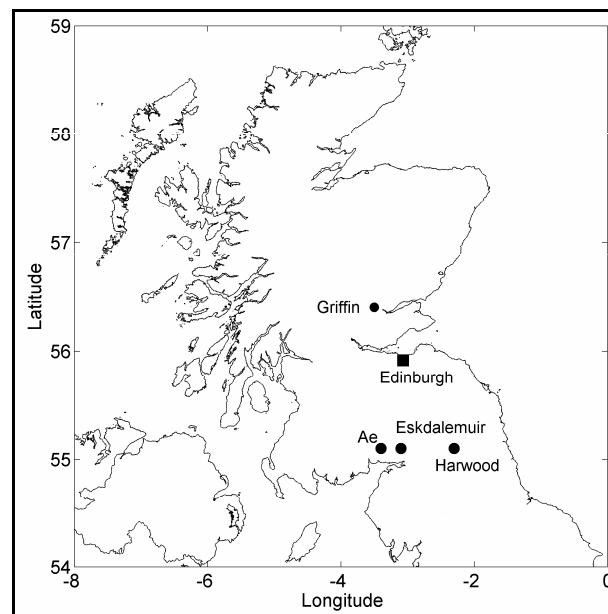 59
58
57
Griffin
56
Edinburgh
Eskdalemuir
Ae
55
Harwood
54
-8
-6
-4
-2
0
Latitude
Longitude